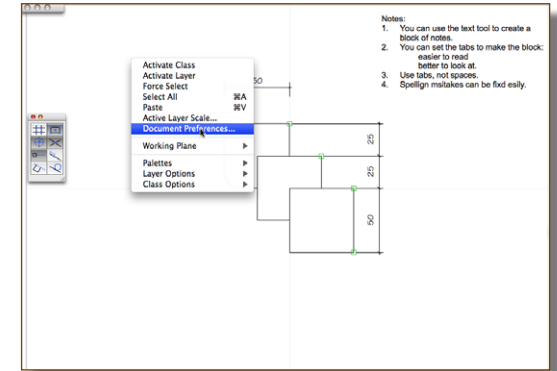 Notes:
1. You can use the text tool to create a
block of notes.
2. You can set the tabs to make the block:
easier to read
better to look at.
3. Use tabs, not spaces.
4. Spellign msitakes can be fixd esily.
Activate Class
Activate Layer
Force Select
Select All ⌘A
Paste ⌘V
Active Layer Scale...
Document Preferences...
Working Plane
Palettes
Layer Options
Class Options
50
25
25
50